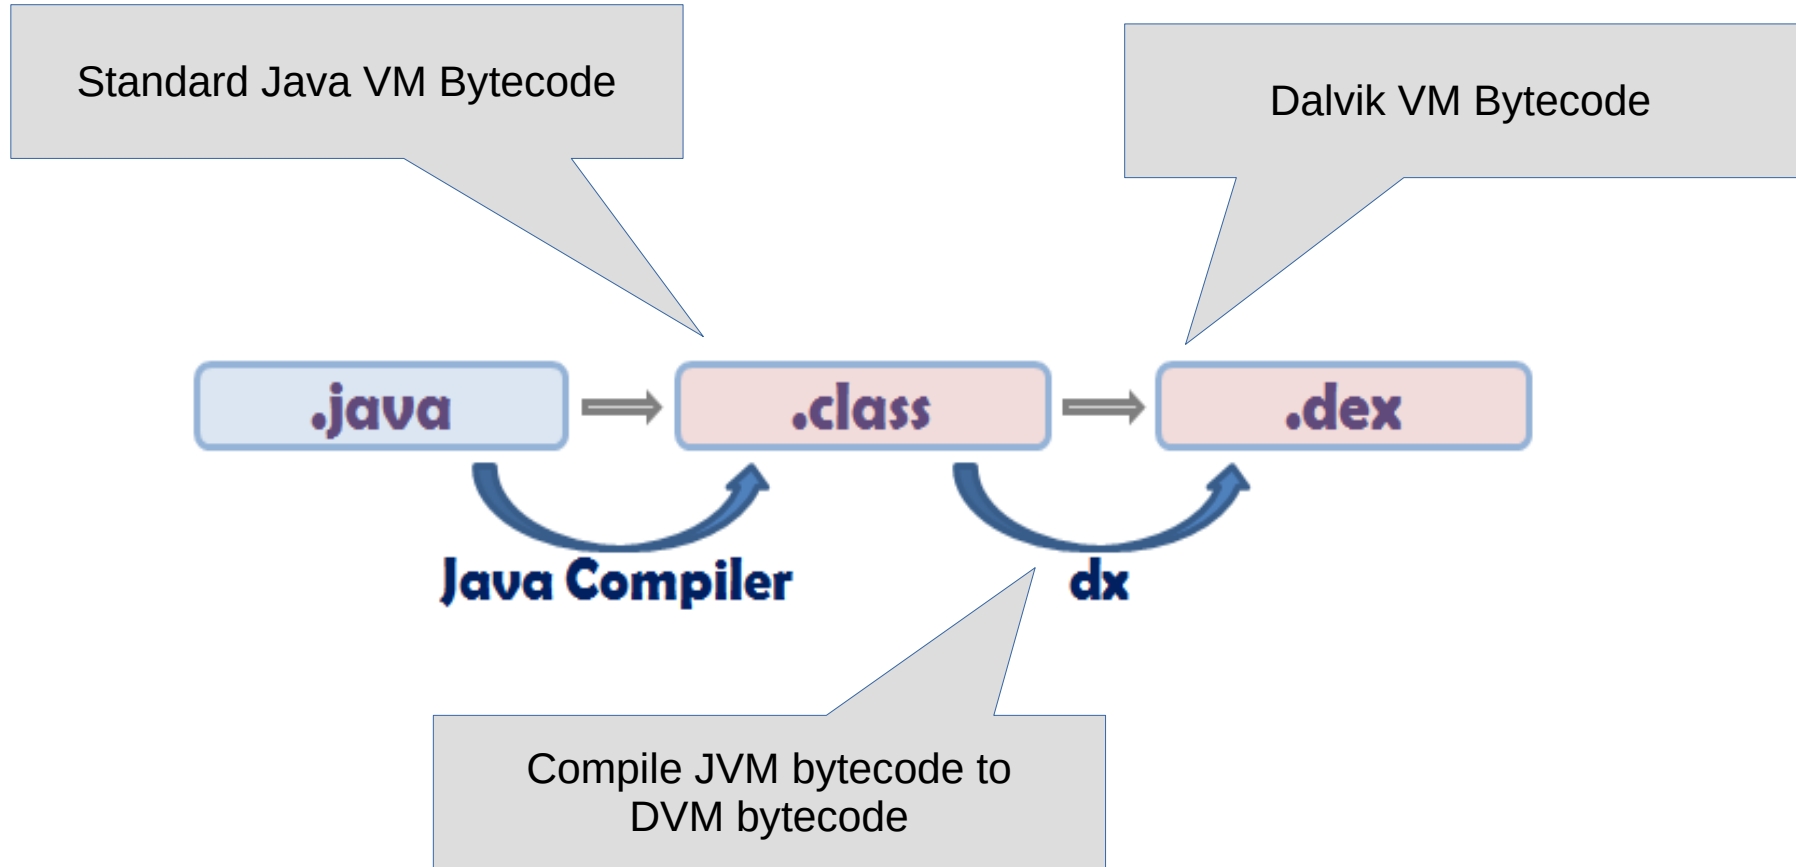 Standard Java VM Bytecode
Dalvik VM Bytecode
.java
.class
.dex
Java Compiler
dx
Compile JVM bytecode to
DVM bytecode